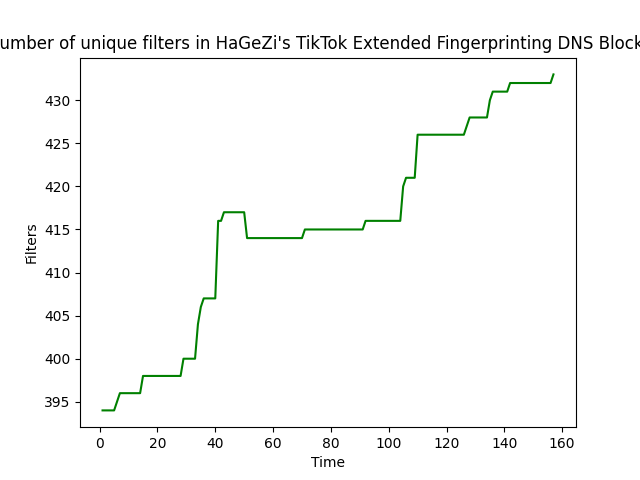 umber of unique filters in HaGeZi's TikTok Extended Fingerprinting DNS Block
430
425
420
415
410
405
400
395
Filters
0 20 40 60 80 100 120 140 160
Time